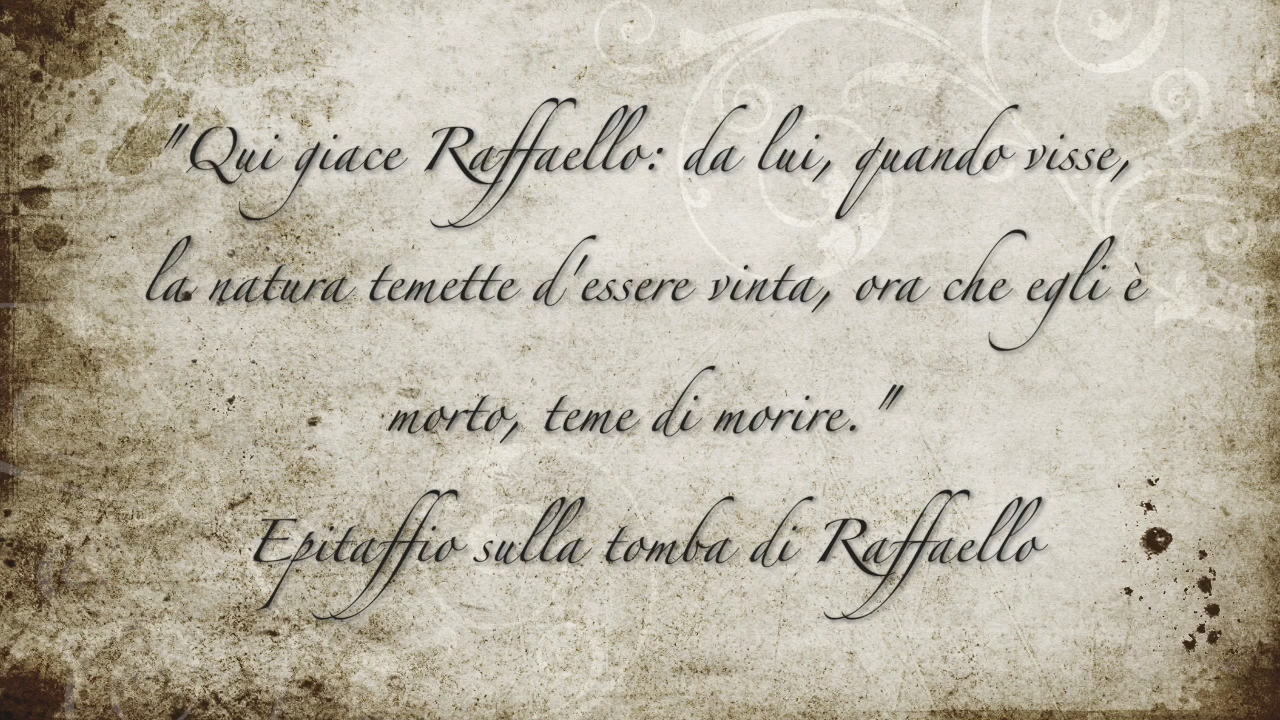 "Qui giace Raffaello: da lui, quando visse,
la natura temette d'essere vinta, ora che egli è
morto, teme di morire."
Epitaffio sulla tomba di Raffaello